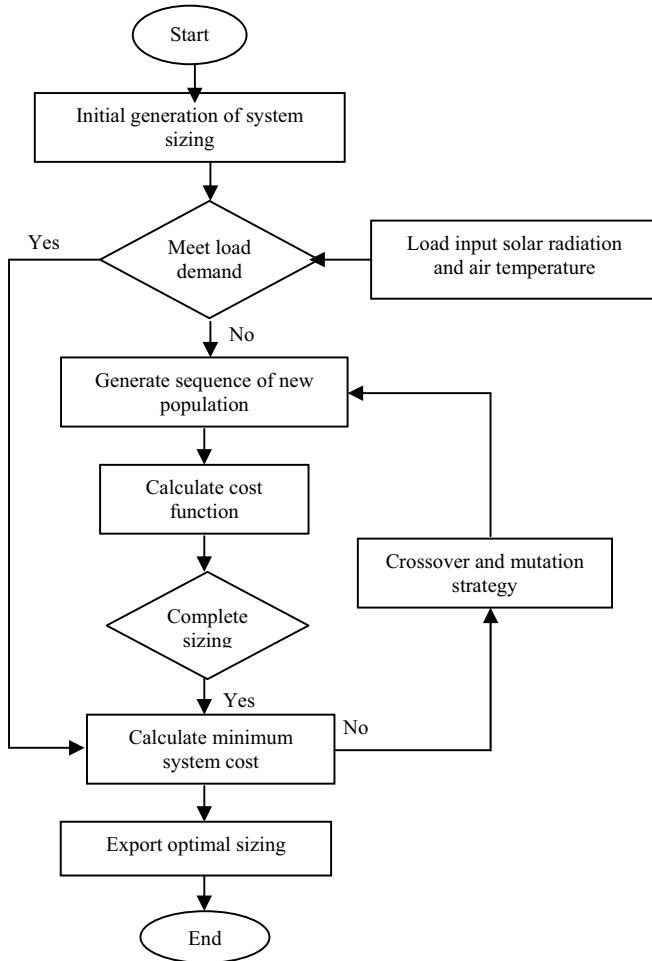 Start
Initial generation of system
sizing
Yes
Meet load
demand
Load input solar radiation
and air temperature
No
Generate sequence of new
population
Calculate cost
function
Crossover and mutation
strategy
Complete
sizing
Yes
No
Calculate minimum
system cost
Export optimal sizing
End